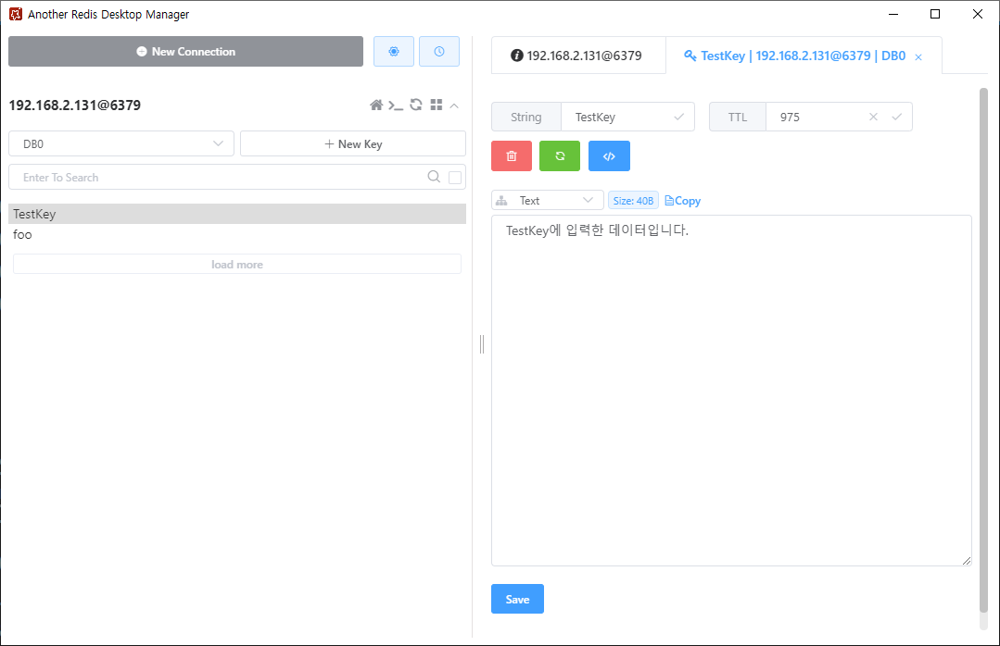 Another Redis Desktop Manager
New Connection
192.168.2.131@6379
DB0
New Key
Enter To Search
TestKey
foo
load more
192.168.2.131@6379
TestKey | 192.168.2.131@6379 | DB0
String TestKey TTL 975
Text Size: 40B Copy
TestKey에 입력한 데이터입니다.
Save